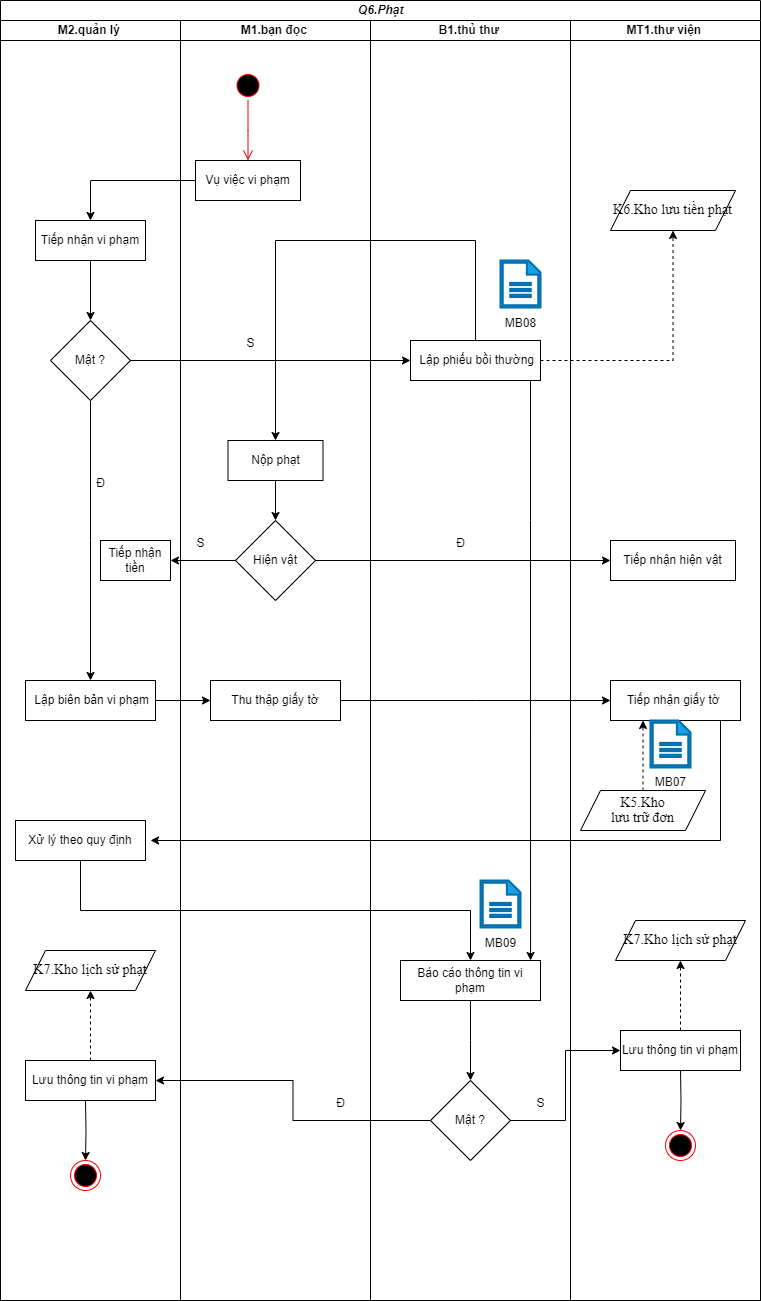 Q6.Phạt
M2.quản lý
M1.bạn đọc
B1.thủ thư
MT1.thư viện
Vụ việc vi phạm
Tiếp nhận vi phạm
K6.Kho lưu tiền phạt
MB08
Mật ?
S
Lập phiếu bồi thường
Nộp phạt
Đ
Tiếp nhận
tiền
S
Hiện vật
Đ
Tiếp nhận hiện vật
Lập biên bản vi phạm
Thu thập giấy tờ
Tiếp nhận giấy tờ
MB07
K5.Kho
lưu trữ đơn
Xử lý theo quy định
MB09
K7.Kho lịch sử phạt
K7.Kho lịch sử phạt
Báo cáo thông tin vi
phạm
Lưu thông tin vi phạm
Lưu thông tin vi phạm
Đ
Mật ?
S